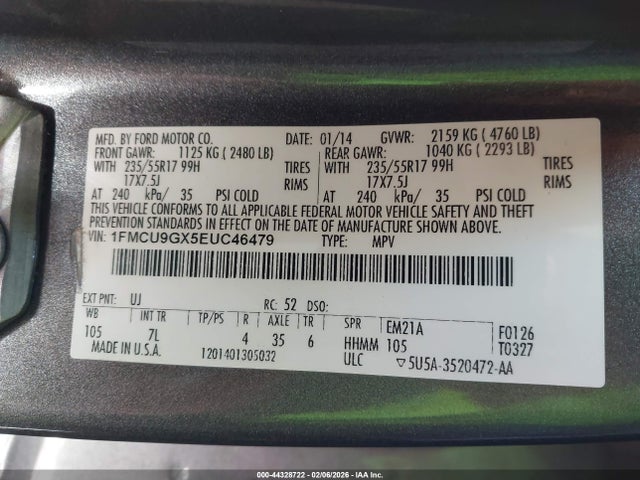 MFD. BY FORD MOTOR CO. DATE: 01/14 GVWR: 2159 KG ( 4760 LB)
FRONT GAWR: 1125 KG ( 2480 LB) REAR GAWR: 1040 KG ( 2293 LB)
WITH 235/55R17 99H TIRES WITH 235/55R17 99H TIRES
17X7.5J RIMS 17X7.5J RIMS
AT 240 kPa/ 35 PSI COLD AT 240 kPa/ 35 PSI COLD
THIS VEHICLE CONFORMS TO ALL APPLICABLE FEDERAL MOTOR VEHICLE SAFETY AND THEFT
PREVENTION STANDARDS IN EFFECT ON THE DATE OF MANUFACTURE SHOWN ABOVE.
VIN: 1FMCU9GX5EUC46479 TYPE: MPV
EXT PNT: UJ RC: 52 DSO:
WB INT TR TP/PS R AXLE TR SPR EM21A F0126
105 7L 4 35 6 HHMM 105 T0327
MADE IN U.S.A. 1201401305032 ULC ▽5U5A-3520472-AA
000-44328722 - 02/06/2026 - IAA Inc.